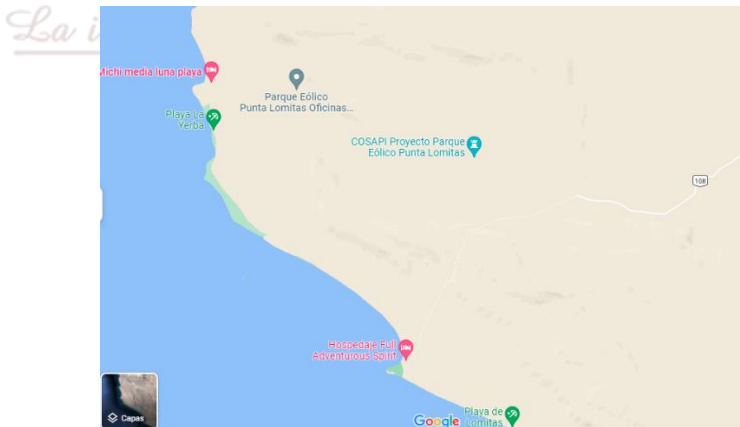 La i
Michi media luna playa
Parque Eólico
Punta Lomitas Oficinas...
Playa La
Yerba
COSAPI Proyecto Parque
Eólico Punta Lomitas
108
Hospedaje Full
Adventurous Spirit
Capas
Google
Playa de
Lomitas